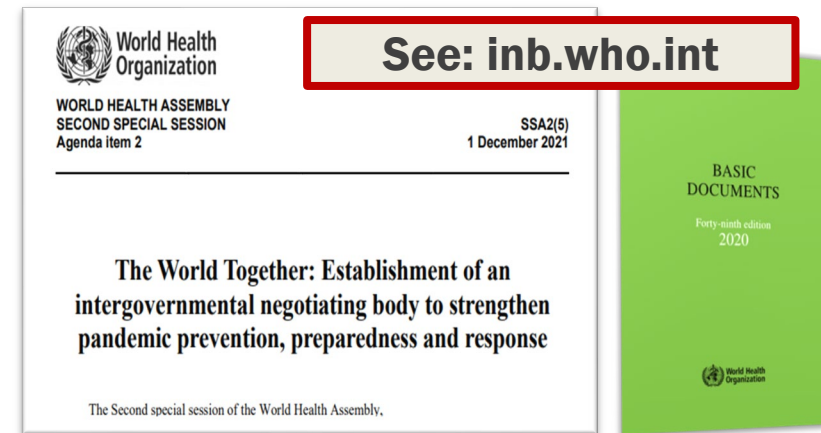 World Health
Organization
See: inb.who.int
WORLD HEALTH ASSEMBLY
SECOND SPECIAL SESSION
Agenda item 2
SSA2(5)
1 December 2021
The World Together: Establishment of an
intergovernmental negotiating body to strengthen
pandemic prevention, preparedness and response
The Second special session of the World Health Assembly,
BASIC
DOCUMENTS
Forty-ninth edition
2020
World Health
Organization